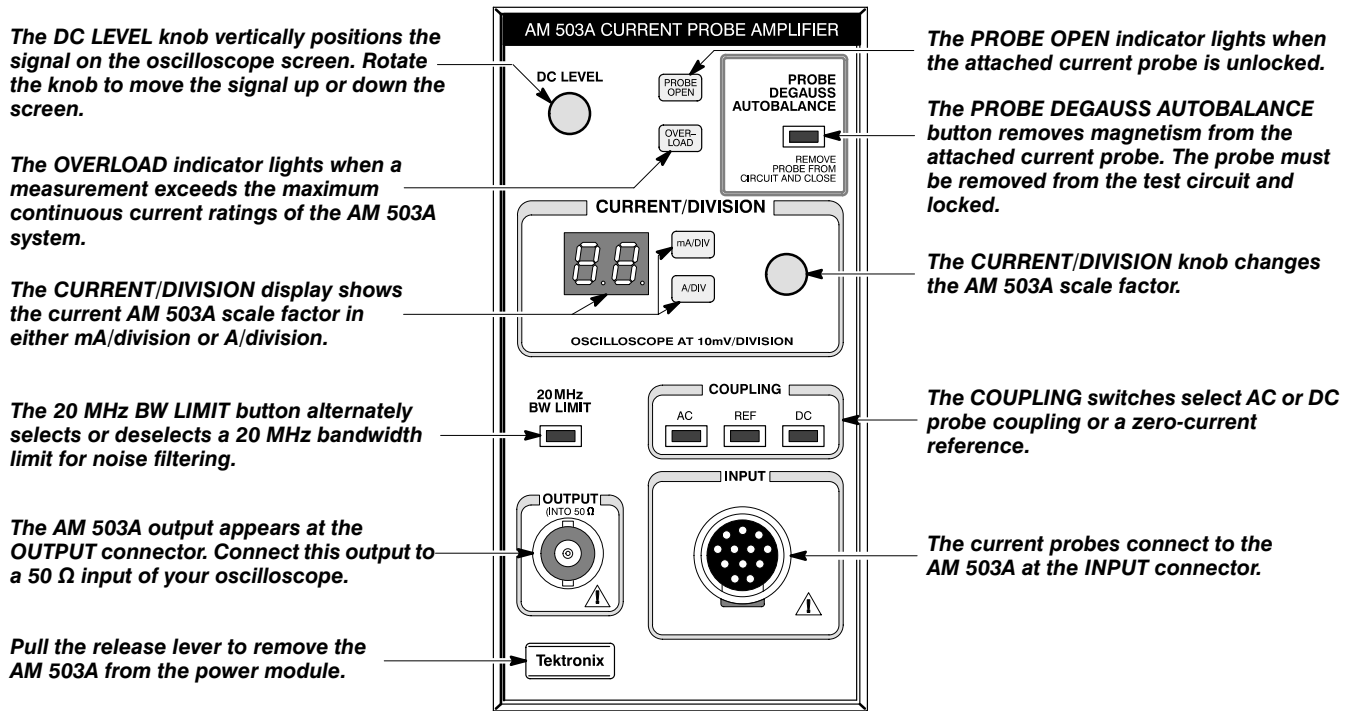 The DC LEVEL knob vertically positions the
signal on the oscilloscope screen. Rotate
the knob to move the signal up or down the
screen.
The OVERLOAD indicator lights when a
measurement exceeds the maximum
continuous current ratings of the AM 503A
system.
The CURRENT/DIVISION display shows
the current AM 503A scale factor in
either mA/division or A/division.
The 20 MHz BW LIMIT button alternately
selects or deselects a 20 MHz bandwidth
limit for noise filtering.
The AM 503A output appears at the
OUTPUT connector. Connect this output to
a 50 Ω input of your oscilloscope.
Pull the release lever to remove the
AM 503A from the power module.
AM 503A CURRENT PROBE AMPLIFIER
DC LEVEL
PROBE
OPEN
OVER–
LOAD
PROBE
DEGAUSS
AUTOBALANCE
REMOVE
PROBE FROM
CIRCUIT AND CLOSE
CURRENT/DIVISION
8.8.
mA/DIV
A/DIV
OSCILLOSCOPE AT 10mV/DIVISION
20 MHz
BW LIMIT
COUPLING
AC REF DC
OUTPUT
(INTO 50 Ω
INPUT
Tektronix
The PROBE OPEN indicator lights when
the attached current probe is unlocked.
The PROBE DEGAUSS AUTOBALANCE
button removes magnetism from the
attached current probe. The probe must
be removed from the test circuit and
locked.
The CURRENT/DIVISION knob changes
the AM 503A scale factor.
The COUPLING switches select AC or DC
probe coupling or a zero-current
reference.
The current probes connect to the
AM 503A at the INPUT connector.